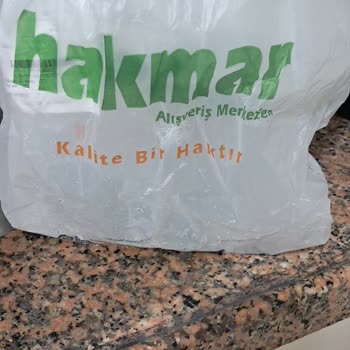 hakmar
Alışveriş Merkezleri
Kalite Bir Haktır